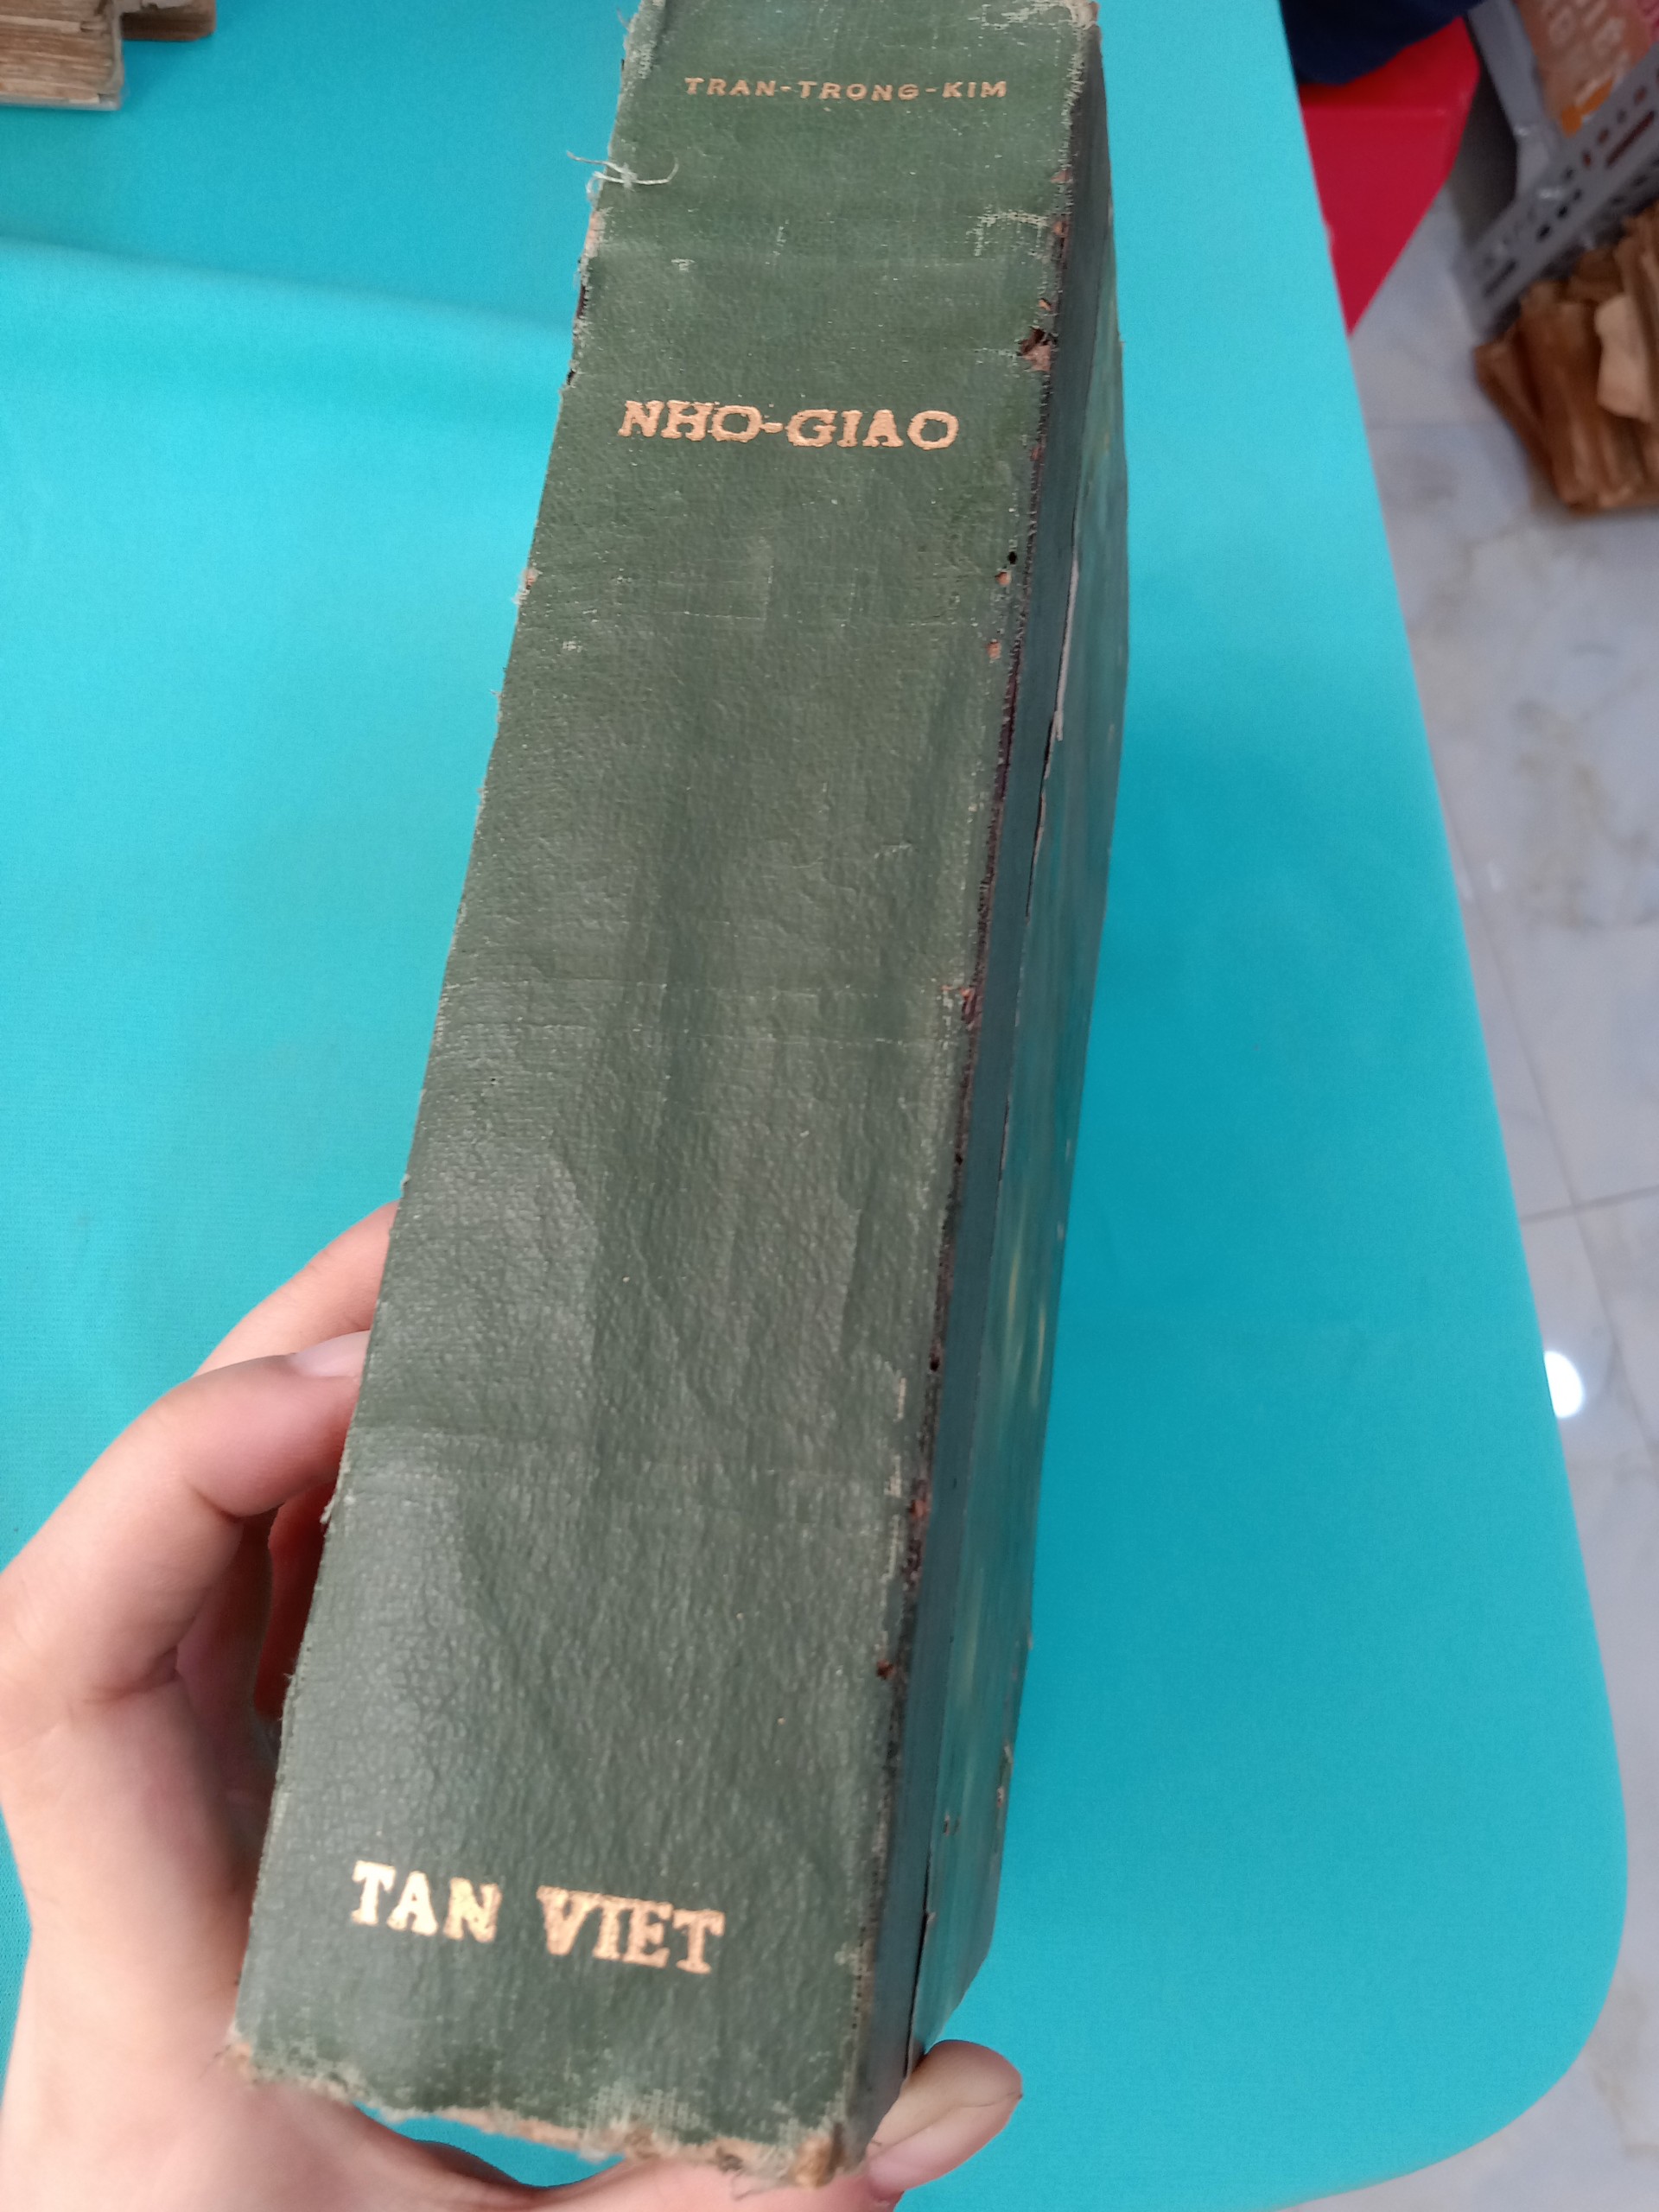 TRAN-TRONG-KIM
NHO-GIAO
TAN VIET